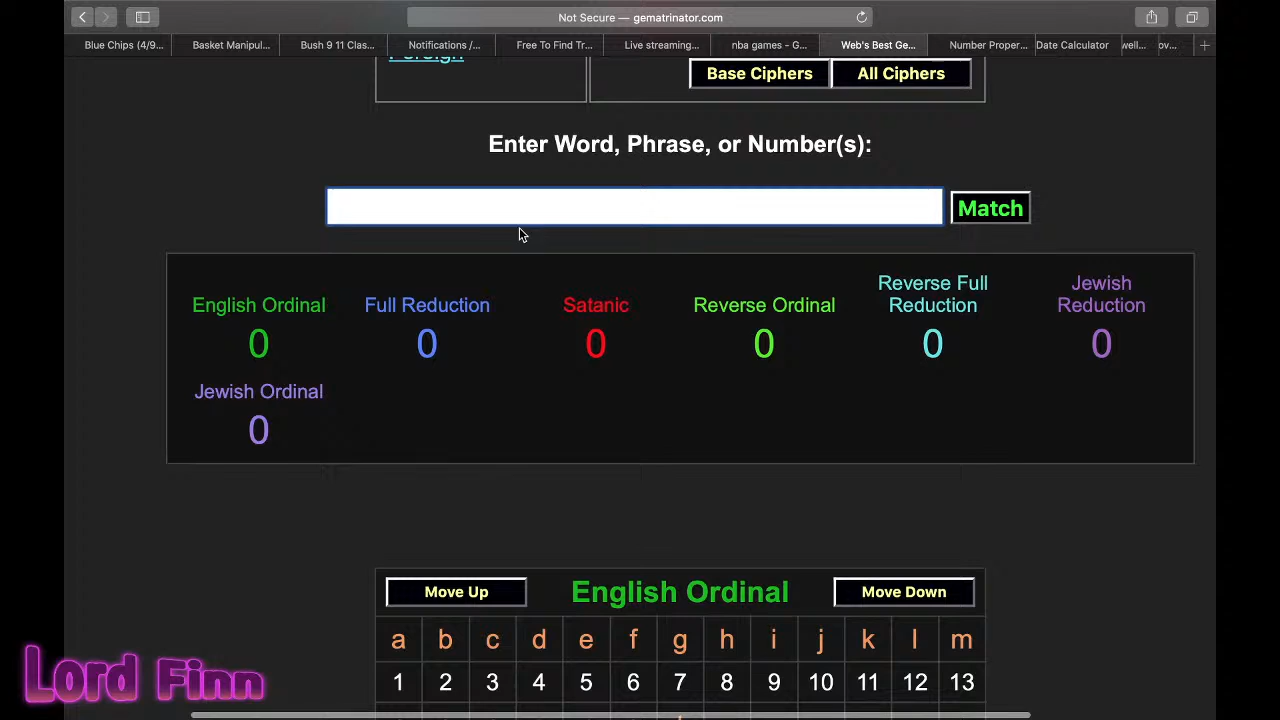 Not Secure — gematrinator.com
Blue Chips (4/9... Basket Manipul... Bush 9 11 Clas... Notifications /... Free To Find Tr... Live streaming... nba games - G... Web's Best Ge... Number Proper... Date Calculator well... ov...
Foreign
Base Ciphers All Ciphers
Enter Word, Phrase, or Number(s):
Match
English Ordinal Full Reduction Satanic Reverse Ordinal Reverse Full Reduction Jewish Reduction
0 0 0 0 0 0
Jewish Ordinal
0
Move Up English Ordinal Move Down
a b c d e f g h i j k l m
1 2 3 4 5 6 7 8 9 10 11 12 13
Lord Finn